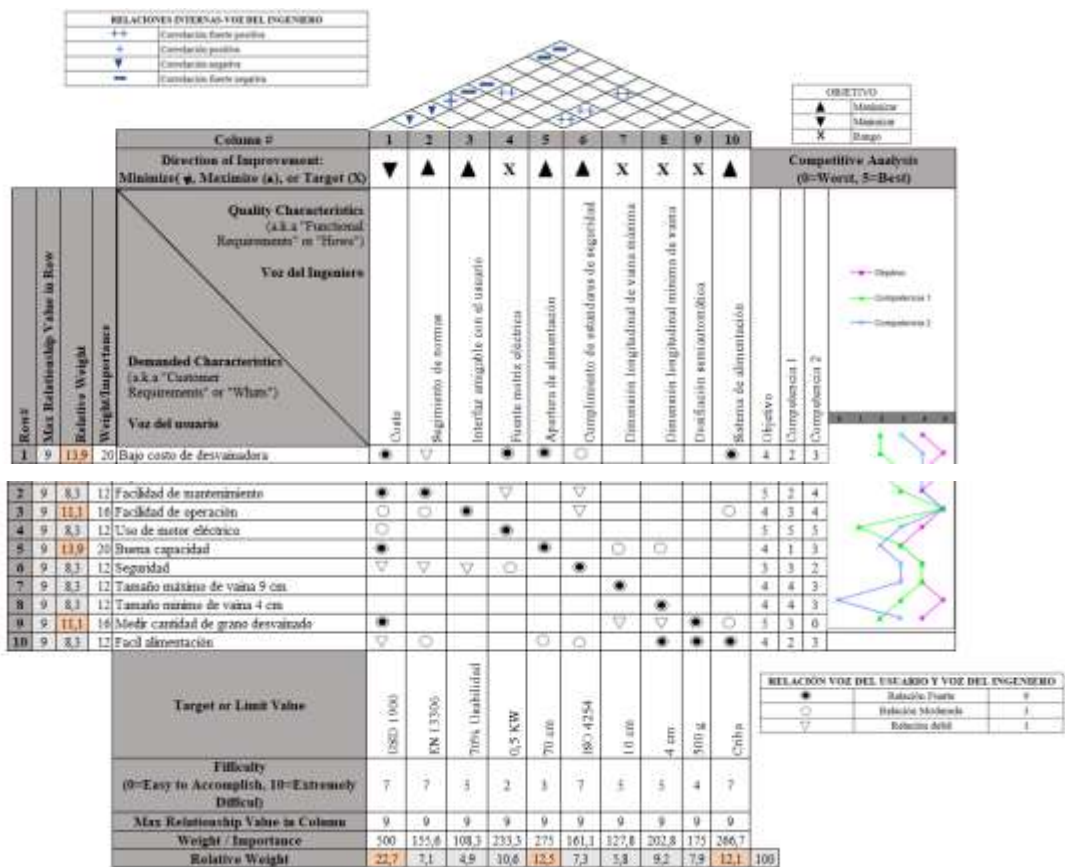 RELACIONES INTERNAS-VOZ DEL INGENIERO
++ Correlación fuerte positiva
+ Correlación positiva
▼ Correlación negativa
▬ Correlación fuerte negativa
OBJETIVO
▲ Maximizar
▼
X Rango
Column # 1 2 3 4 5 6 7 8 9 10
Direction of Improvement:
Minimize( ▼, Maximize (▲), or Target (X)
▼ ▲ ▲ X ▲ ▲ X X X ▲
Competitive Analysis
(0=Worst, 5=Best)
Quality Characteristics
(a.k.a "Functional
Requirements" or "Hows")
Voz del Ingeniero
Demanded Characteristics
(a.k.a "Customer
Requirements" or "Whats")
Voz del usuario
Row#
Max Relationship Value in Row
Relative Weight
Weight/Importance
Costo
Seguimiento de normas
Interfaz amigable con el usuario
Fuente matriz eléctrica
Apertura de alimentación
Cumplimiento de estándares de seguridad
Dimensión longitudinal de vaina máxima
Dimensión longitudinal mínima de vaina
Dosificación semiautomática
Sistema de alimentación
Objetivo
Competencia 1
Competencia 2
Objetivo
Competencia 1
Competencia 2
0 1 2 3 4 5
1 9 13,9 20 Bajo costo de desvainadora 4 2 3
2 9 8,3 12 Facilidad de mantenimiento 5 2 4
3 9 11,1 16 Facilidad de operación 4 3 4
4 9 8,3 12 Uso de motor eléctrico 5 5 5
5 9 13,9 20 Buena capacidad 4 1 3
6 9 8,3 12 Seguridad 3 3 2
7 9 8,3 12 Tamaño máximo de vaina 9 cm 4 4 3
8 9 8,3 12 Tamaño mínimo de vaina 4 cm 4 4 3
9 9 11,1 16 Medir cantidad de grano desvainado 5 3 0
10 9 8,3 12 Facil alimentación 4 2 3
Target or Limit Value
USD 1900
EN 13306
70% Usabilidad
0,5 KW
70 cm
ISO 4254
10 cm
4 cm
500 g
RELACIÓN VOZ DEL USUARIO Y VOZ DEL INGENIERO
Relación Fuerte 9
Relación Moderada 3
Relación débil 1
Fifficulty
(0=Easy to Accomplish, 10=Extremely
Difficul)
7 7 5 2 3 7 5 5 4 7
Max Relationship Value in Column 9 9 9 9 9 9 9 9 9 9
Weight / Importance 500 155,6 108,3 233,3 275 161,1 127,8 202,8 175 266,7
Relative Weight 22,7 7,1 4,9 10,6 12,5 7,3 5,8 9,2 7,9 12,1 100